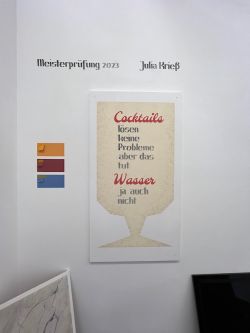 Meisterprüfung 2023 Julia Krieß
Cocktails
lösen
keine
Probleme
aber das
tut
Wasser
ja auch
nicht